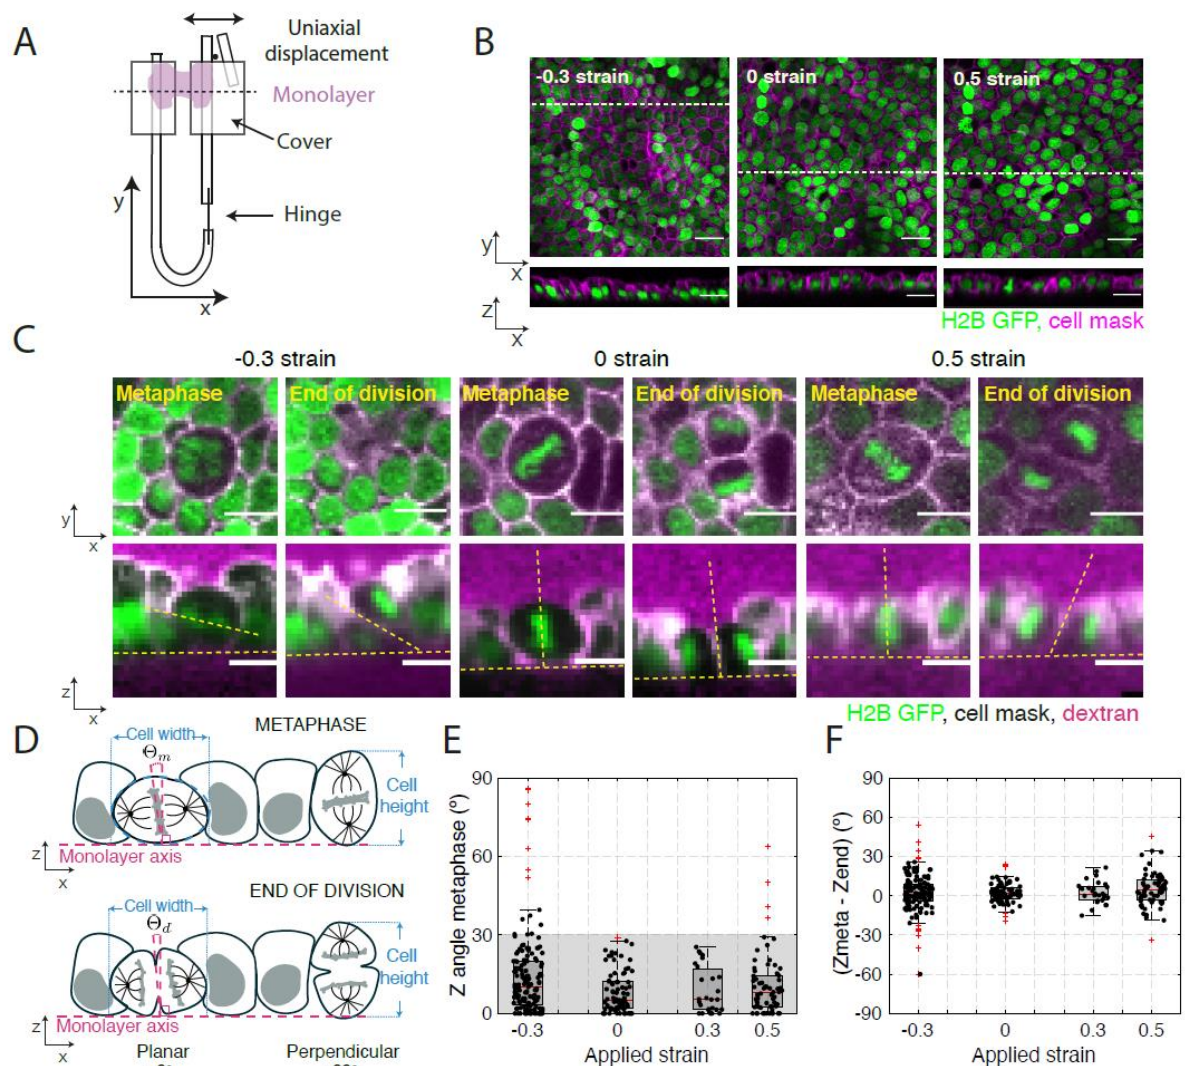 A
Uniaxial
displacement
Monolayer
Cover
Hinge
y
x
B
-0.3 strain
0 strain
0.5 strain
y
x
z
x
H2B GFP, cell mask
C
-0.3 strain
0 strain
0.5 strain
Metaphase
End of division
Metaphase
End of division
Metaphase
End of division
y
x
z
x
H2B GFP, cell mask, dextran
D
METAPHASE
Cell width
Θm
Cell
height
z
Monolayer axis
x
END OF DIVISION
Cell width
Θd
Cell
height
z
Monolayer axis
x
Planar
Perpendicular
E
Z angle metaphase (º)
90
60
30
0
-0.3
0
0.3
0.5
Applied strain
F
(Zmeta - Zend) (º)
90
60
30
0
-30
-60
-90
-0.3
0
0.3
0.5
Applied strain